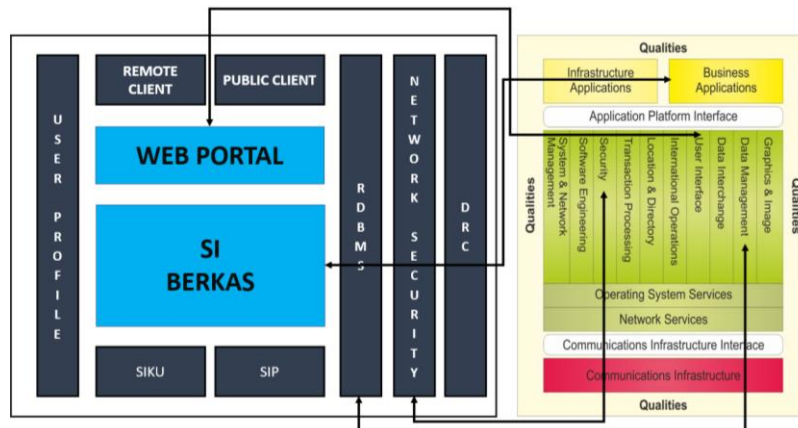 USER PROFILE
REMOTE
CLIENT
PUBLIC CLIENT
WEB PORTAL
SI
BERKAS
SIKU
SIP
RDBMS
NETWORK SECURITY
DRC
Qualities
Infrastructure
Applications
Business
Applications
Application Platform Interface
Qualities
System & Network
Management
Software Engineering
Security
Transaction Processing
Location & Directory
International Operations
User Interface
Data Interchange
Data Management
Graphics & Image
Qualities
Operating System Services
Network Services
Communications Infrastructure Interface
Communications Infrastructure
Qualities